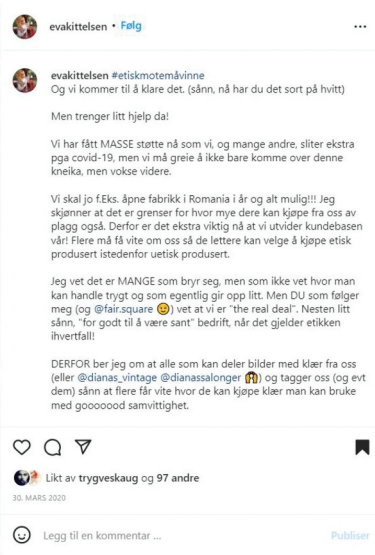 evakittelsen • Følg
evakittelsen #etiskmotemåvinne
Og vi kommer til å klare det. (sånn, nå har du det sort på hvitt)
Men trenger litt hjelp da!
Vi har fått MASSE støtte nå som vi, og mange andre, sliter ekstra
pga covid-19, men vi må greie å ikke bare komme over denne
kneika, men vokse videre.
Vi skal jo f.Eks. åpne fabrikk i Romania i år og alt mulig!!! Jeg
skjønner at det er grenser for hvor mye dere kan kjøpe fra oss av
plagg også. Derfor er det ekstra viktig nå at vi utvider kundebasen
vår! Flere må få vite om oss så de lettere kan velge å kjøpe etisk
produsert istedenfor uetisk produsert.
Jeg vet det er MANGE som bryr seg, men som ikke vet hvor man
kan handle trygt og som egentlig gir opp litt. Men DU som følger
meg (og @fair.square 😉) vet at vi er "the real deal". Nesten litt
sånn, "for godt til å være sant" bedrift, når det gjelder etikken
ihvertfall!
DERFOR ber jeg om at alle som kan deler bilder med klær fra oss
(eller @dianas_vintage @dianassalonger 🙌) og tagger oss (og evt
dem) sånn at flere får vite hvor de kan kjøpe klær man kan bruke
med gooooood samvittighet.
Likt av trygveskaug og 97 andre
30. MARS 2020
Legg til en kommentar ... Publiser